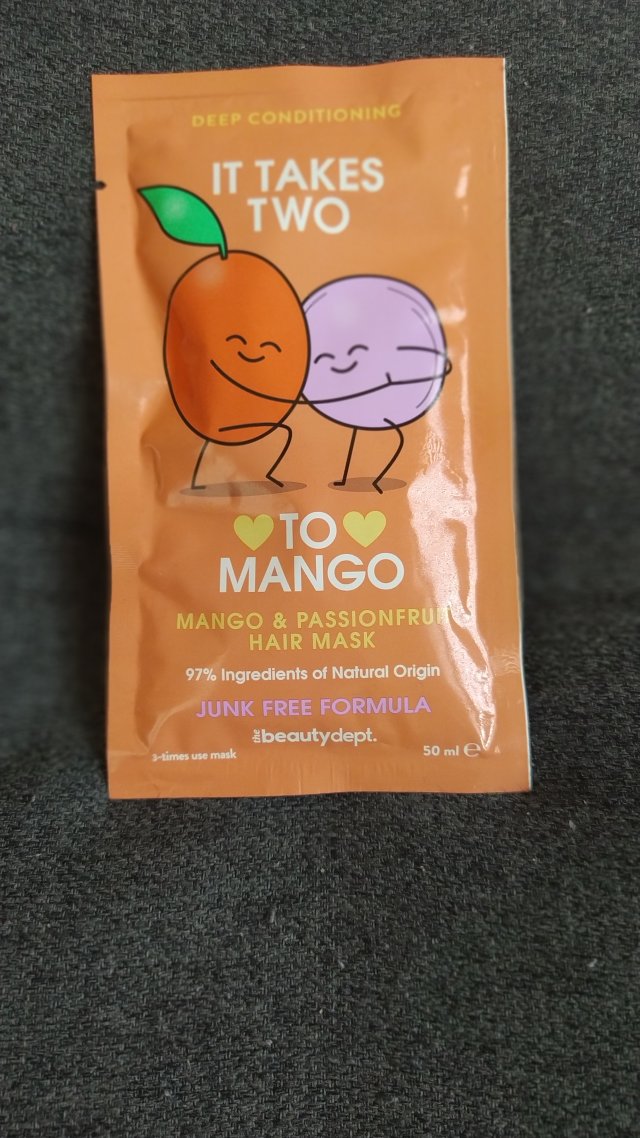 DEEP CONDITIONING
IT TAKES
TWO
TO
MANGO
MANGO & PASSIONFRUIT
HAIR MASK
97% Ingredients of Natural Origin
JUNK FREE FORMULA
the beautydept.
3-times use mask
50 ml ℮